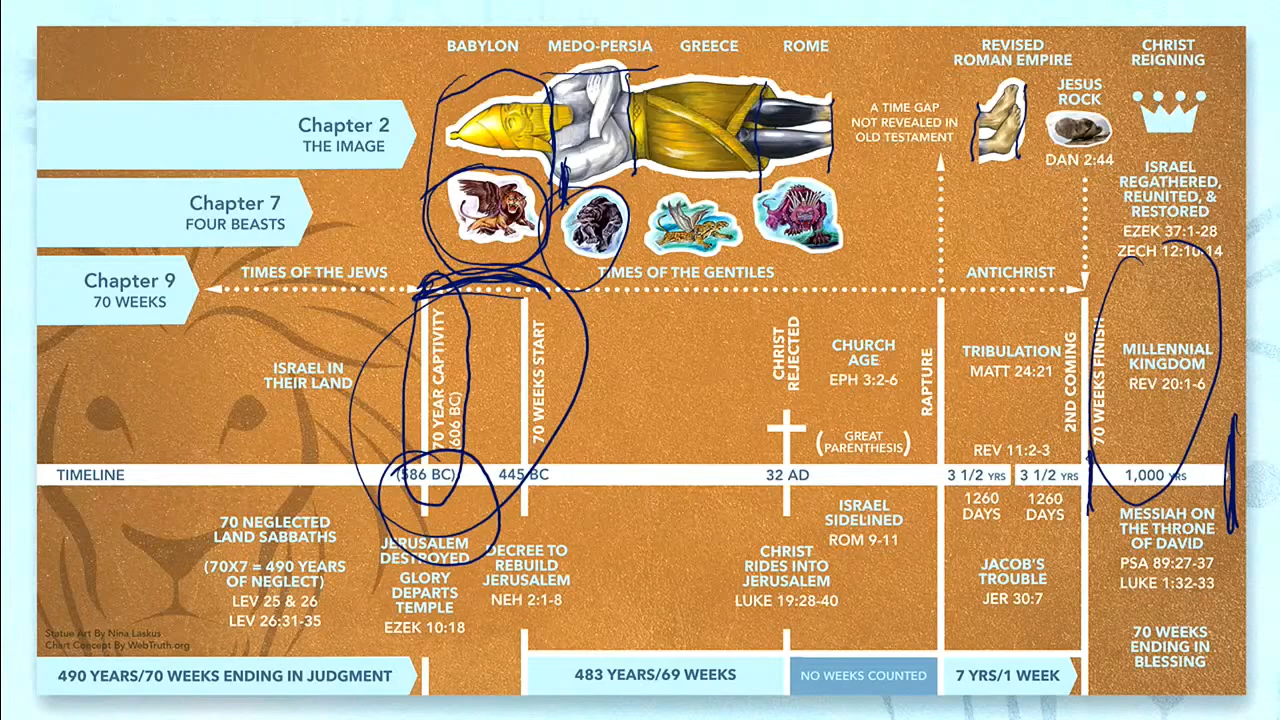 BABYLON
MEDO-PERSIA
GREECE
ROME
REVISED
ROMAN EMPIRE
CHRIST
REIGNING
JESUS
ROCK
DAN 2:44
Chapter 2
THE IMAGE
A TIME GAP
NOT REVEALED IN
OLD TESTAMENT
Chapter 7
FOUR BEASTS
ISRAEL
REGATHERED,
REUNITED, &
RESTORED
EZEK 37:1-28
ZECH 12:10-14
Chapter 9
70 WEEKS
TIMES OF THE JEWS
TIMES OF THE GENTILES
ANTICHRIST
ISRAEL IN
THEIR LAND
70 YEAR CAPTIVITY
(606 BC)
70 WEEKS START
CHRIST
REJECTED
CHURCH
AGE
EPH 3:2-6
(GREAT
PARENTHESIS)
RAPTURE
TRIBULATION
MATT 24:21
REV 11:2-3
2ND COMING
70 WEEKS FINISH
MILLENNIAL
KINGDOM
REV 20:1-6
TIMELINE
(586 BC)
445 BC
32 AD
3 1/2 YRS
3 1/2 YRS
1,000 YRS
70 NEGLECTED
LAND SABBATHS
(70X7 = 490 YEARS
OF NEGLECT)
LEV 25 & 26
LEV 26:31-35
JERUSALEM
DESTROYED
GLORY
DEPARTS
TEMPLE
EZEK 10:18
DECREE TO
REBUILD
JERUSALEM
NEH 2:1-8
CHRIST
RIDES INTO
JERUSALEM
LUKE 19:28-40
ISRAEL
SIDELINED
ROM 9-11
1260
DAYS
1260
DAYS
JACOB'S
TROUBLE
JER 30:7
MESSIAH ON
THE THRONE
OF DAVID
PSA 89:27-37
LUKE 1:32-33
70 WEEKS
ENDING IN
BLESSING
Statue Art By Nina Laskus
Chart Concept By WebTruth.org
490 YEARS/70 WEEKS ENDING IN JUDGMENT
483 YEARS/69 WEEKS
NO WEEKS COUNTED
7 YRS/1 WEEK